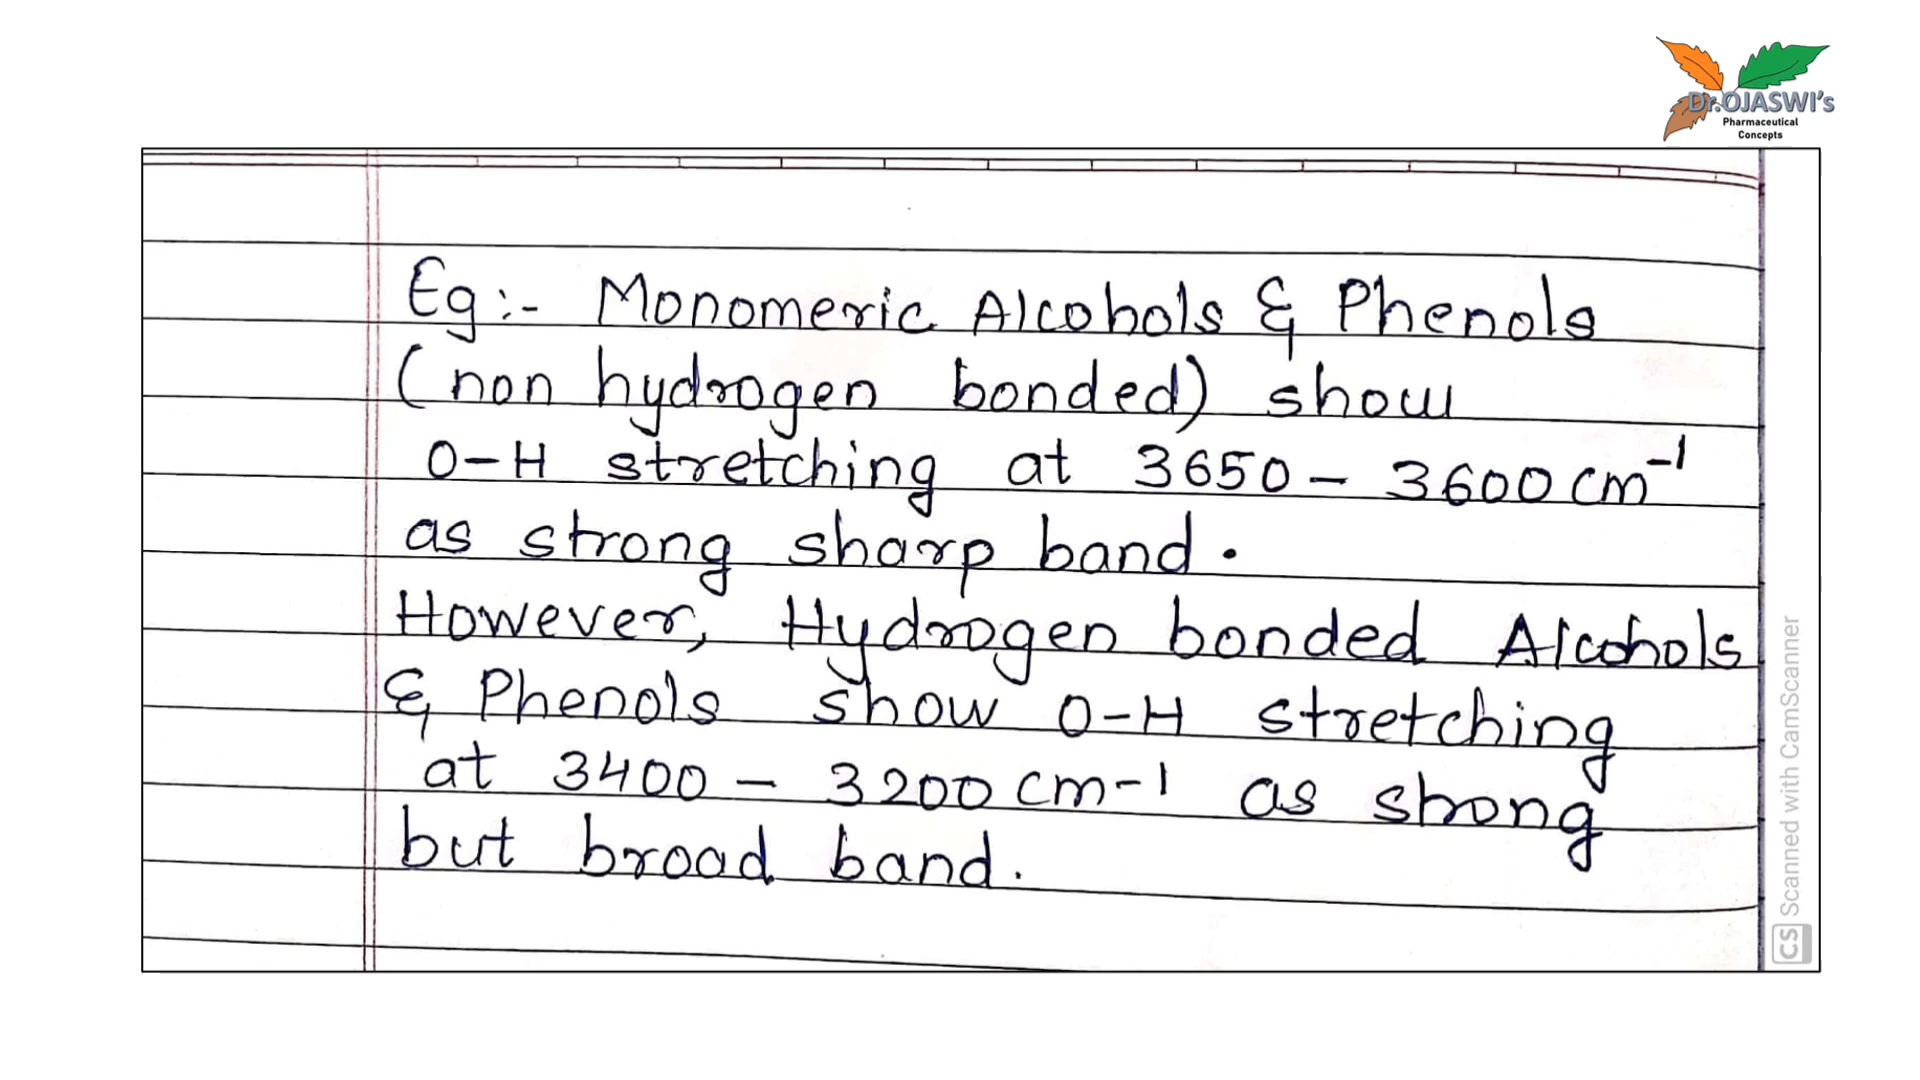 Dr.OJASWI's
Pharmaceutical
Concepts
Eg:- Monomeric Alcohols & Phenols
(non hydrogen bonded) show
O-H stretching at 3650 - 3600 cm⁻¹
as strong sharp band.
However, Hydrogen bonded Alcohols
& Phenols show O-H stretching
at 3400 - 3200 cm-1 as strong
but broad band.
CS Scanned with CamScanner